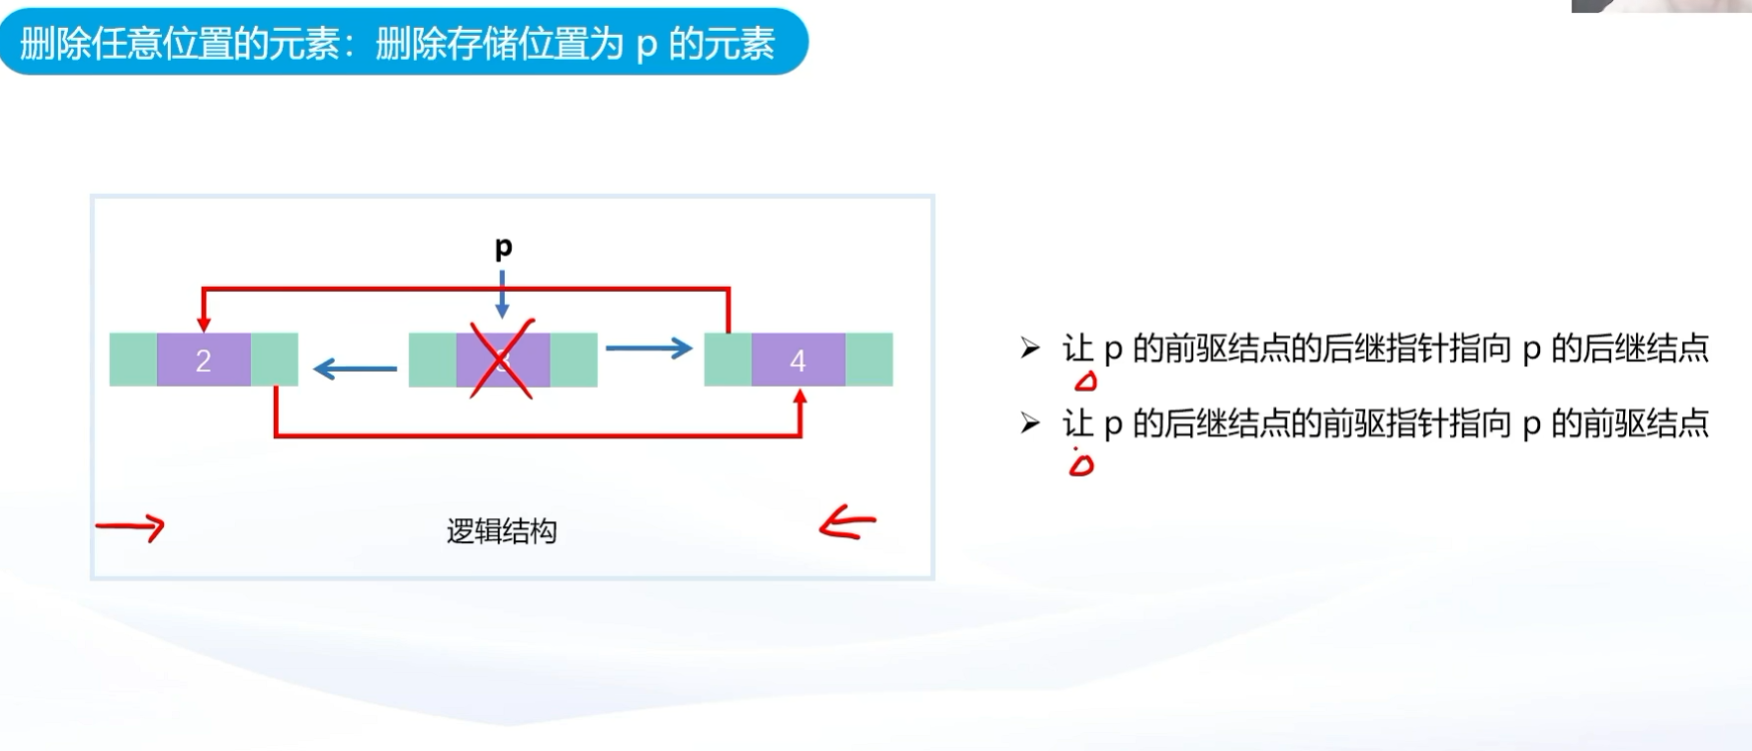 删除任意位置的元素：删除存储位置为 p 的元素
p
2
4
➢ 让 p 的前驱结点的后继指针指向 p 的后继结点
➢ 让 p 的后继结点的前驱指针指向 p 的前驱结点
逻辑结构